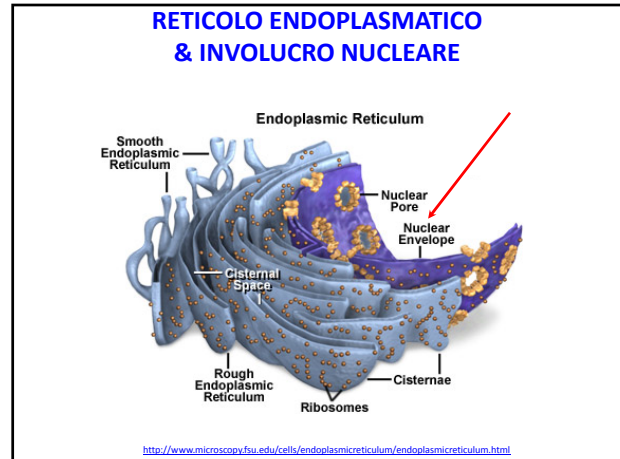 RETICOLO ENDOPLASMATICO
& INVOLUCRO NUCLEARE
Endoplasmic Reticulum
Smooth
Endoplasmic
Reticulum
Nuclear
Pore
Nuclear
Envelope
Cisternal
Space
Rough
Endoplasmic
Reticulum
Ribosomes
Cisternae
http://www.microscopy.fsu.edu/cells/endoplasmicreticulum/endoplasmicreticulum.html